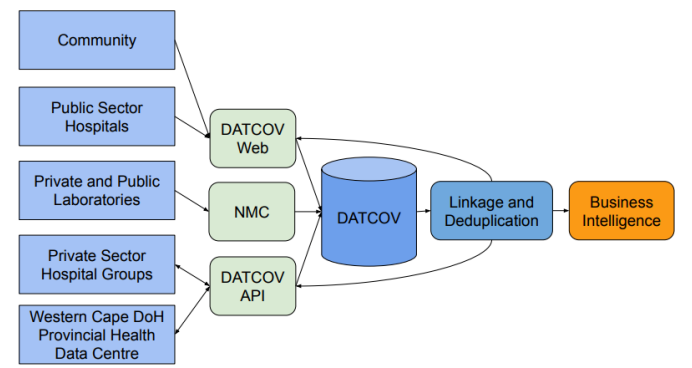 Community
Public Sector
Hospitals
Private and Public
Laboratories
Private Sector
Hospital Groups
Western Cape DoH
Provincial Health
Data Centre
DATCOV
Web
NMC
DATCOV
API
DATCOV
Linkage and
Deduplication
Business
Intelligence